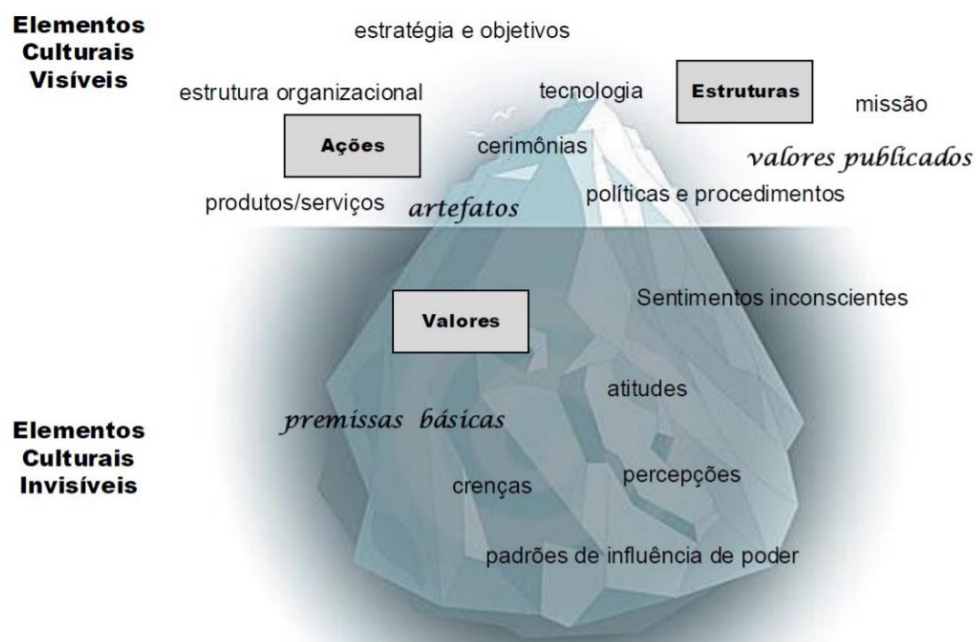 Elementos
Culturais
Visíveis
estratégia e objetivos
estrutura organizacional
tecnologia
Estruturas
missão
Ações
cerimônias
valores publicados
produtos/serviços
artefatos
políticas e procedimentos
Sentimentos inconscientes
Valores
atitudes
premissas básicas
Elementos
Culturais
Invisíveis
crenças
percepções
padrões de influência de poder